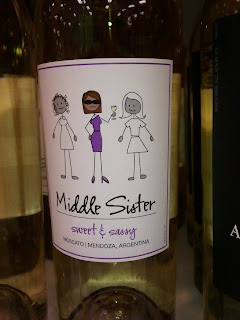 Middle Sister
sweet & sassy
MOSCATO | MENDOZA, ARGENTINA
A